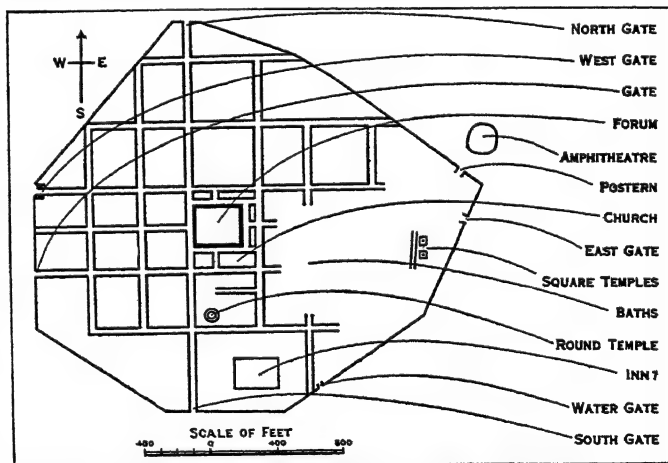 NORTH GATE
WEST GATE
W E
GATE
S
FORUM
AMPHITHEATRE
POSTERN
CHURCH
EAST GATE
SQUARE TEMPLES
BATHS
ROUND TEMPLE
INN?
WATER GATE
SCALE OF FEET
SOUTH GATE
400 0 400 800